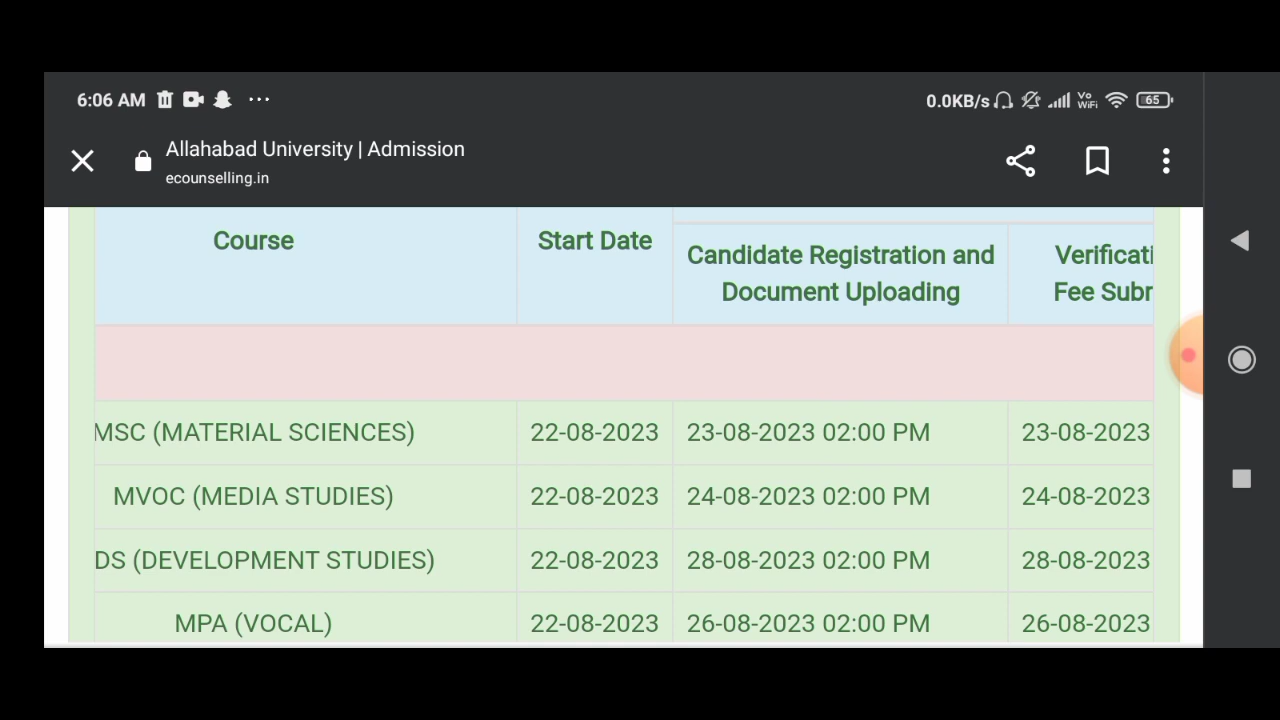 6:06 AM ... 0.0KB/s Vo WiFi 65
Allahabad University | Admission
ecounselling.in
Course Start Date Candidate Registration and Verificati
Document Uploading Fee Subr
MSC (MATERIAL SCIENCES) 22-08-2023 23-08-2023 02:00 PM 23-08-2023
MVOC (MEDIA STUDIES) 22-08-2023 24-08-2023 02:00 PM 24-08-2023
DS (DEVELOPMENT STUDIES) 22-08-2023 28-08-2023 02:00 PM 28-08-2023
MPA (VOCAL) 22-08-2023 26-08-2023 02:00 PM 26-08-2023